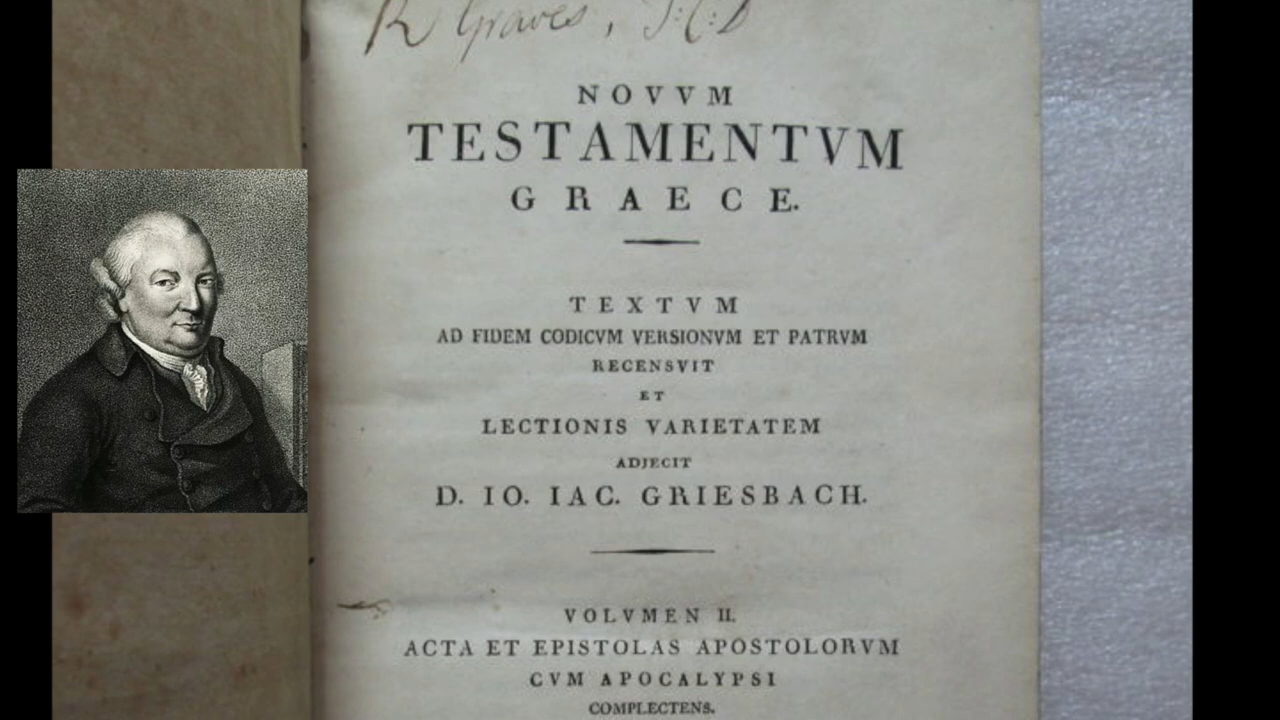 R Graves, 
NOVVM
TESTAMENTVM
GRAECE.
TEXTVM
AD FIDEM CODICVM VERSIONVM ET PATRVM
RECENSVIT
ET
LECTIONIS VARIETATEM
ADJECIT
D. IO. IAC. GRIESBACH.
VOLVMEN II.
ACTA ET EPISTOLAS APOSTOLORVM
CVM APOCALYPSI
COMPLECTENS.